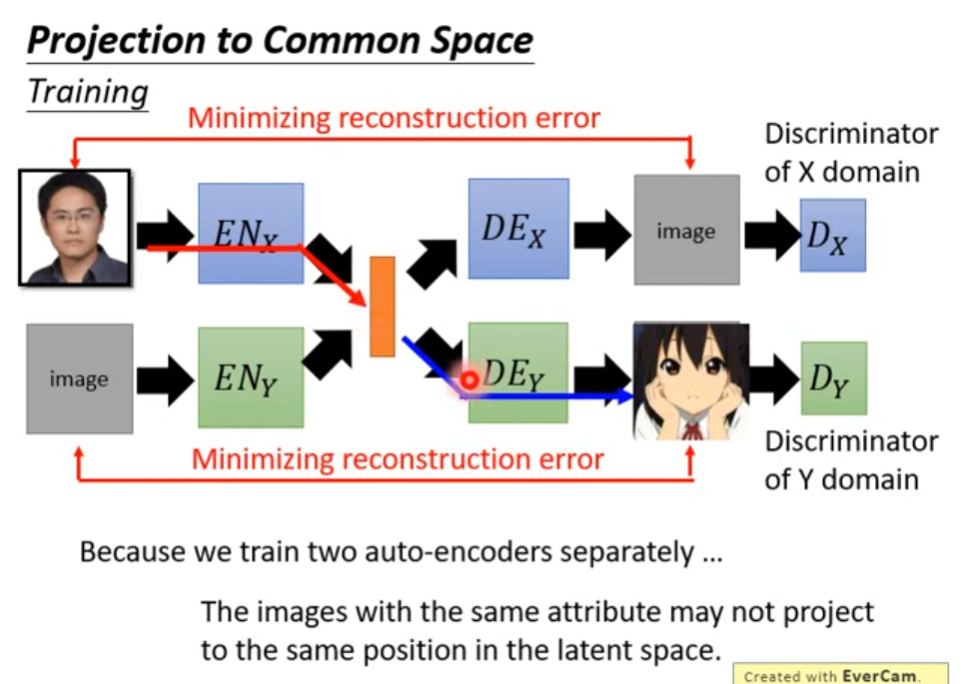 Projection to Common Space
Training
Minimizing reconstruction error
Discriminator
of X domain
EN_X
DE_X
image
D_X
image
EN_Y
DE_Y
D_Y
Minimizing reconstruction error
Discriminator
of Y domain
Because we train two auto-encoders separately …
The images with the same attribute may not project
to the same position in the latent space.
Created with EverCam.